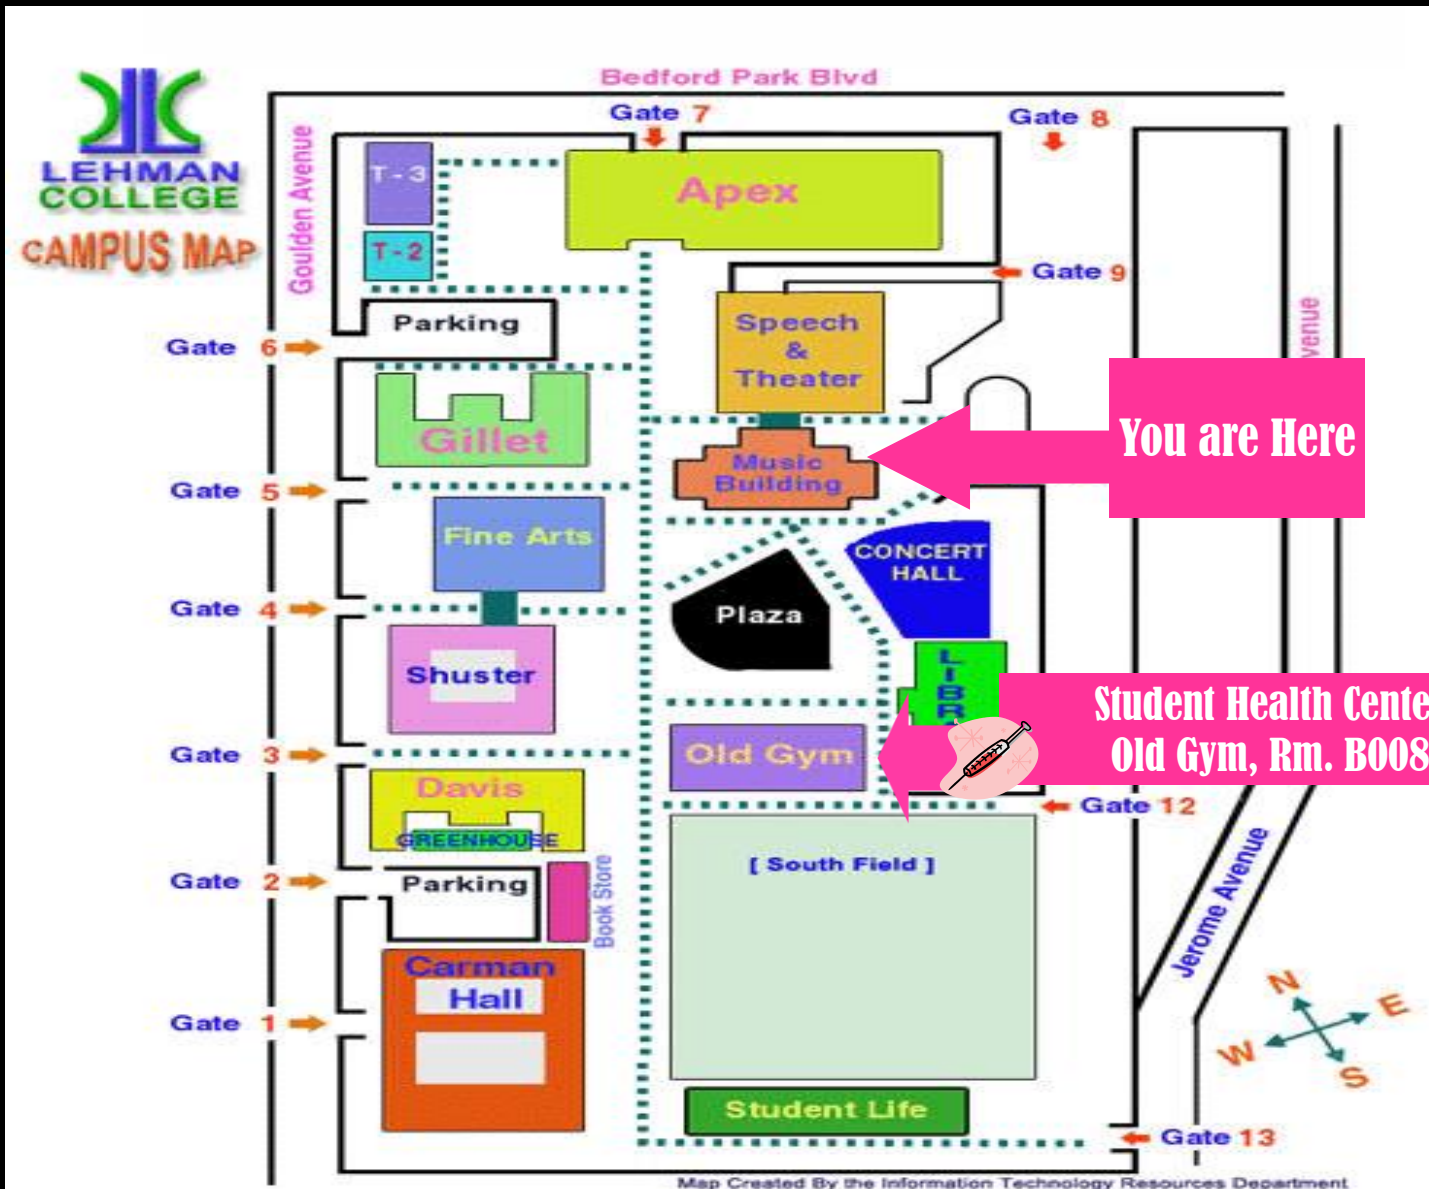 LEHMAN
COLLEGE
CAMPUS MAP
Bedford Park Blvd
Goulden Avenue
Gate 7
Gate 8
T-3
Apex
T-2
Gate 9
Parking
Gate 6
Speech
&
Theater
Gillet
Music
Building
You are Here
Gate 5
Fine Arts
CONCERT
HALL
Gate 4
Plaza
Shuster
Student Health Cente
Old Gym, Rm. B008
Gate 3
Old Gym
Davis
GREENHOUSE
Gate 12
Gate 2
Parking
Book Store
[ South Field ]
Jerome Avenue
Carman
Hall
Gate 1
N
E
W
S
Student Life
Gate 13
Map Created By the Information Technology Resources Department